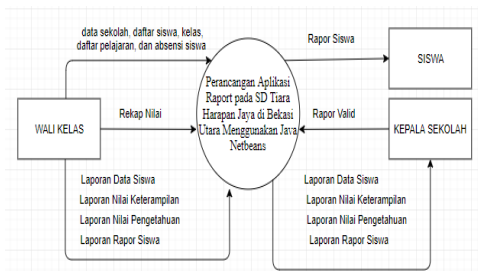 data sekolah, daftar siswa, kelas,
daftar pelajaran, dan absensi siswa
Rapor Siswa
SISWA
Perancangan Aplikasi
Raport pada SD Tiara
Harapan Jaya di Bekasi
Utara Menggunakan Java
Netbeans
WALI KELAS
Rekap Nilai
Rapor Valid
KEPALA SEKOLAH
Laporan Data Siswa
Laporan Nilai Keterampilan
Laporan Nilai Pengetahuan
Laporan Rapor Siswa
Laporan Data Siswa
Laporan Nilai Keterampilan
Laporan Nilai Pengetahuan
Laporan Rapor Siswa